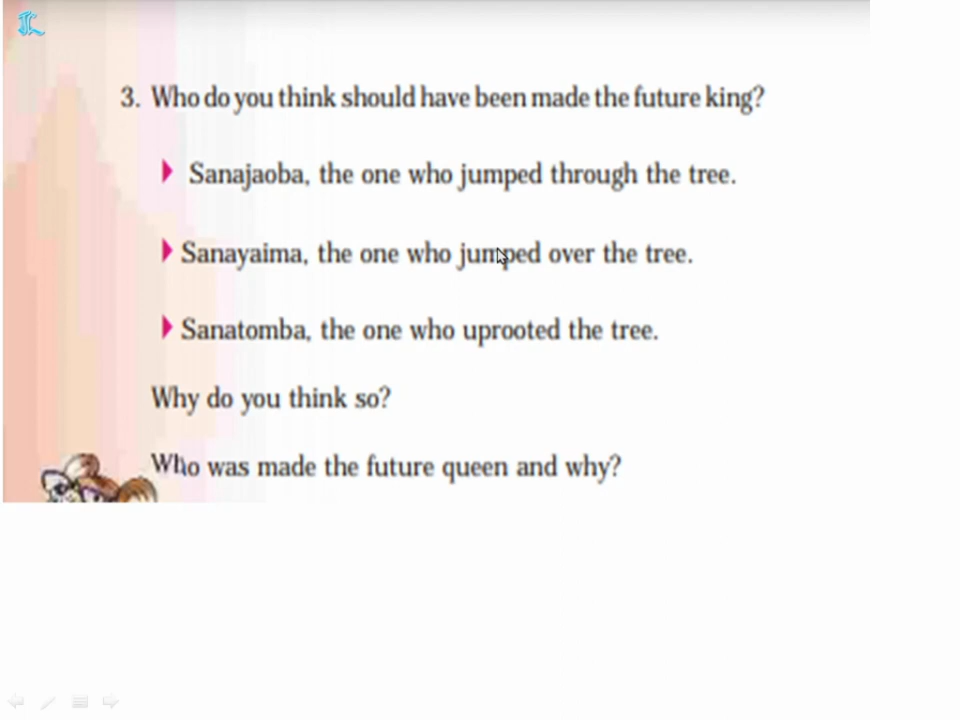 3. Who do you think should have been made the future king?
Sanajaoba, the one who jumped through the tree.
Sanayaima, the one who jumped over the tree.
Sanatomba, the one who uprooted the tree.
Why do you think so?
Who was made the future queen and why?